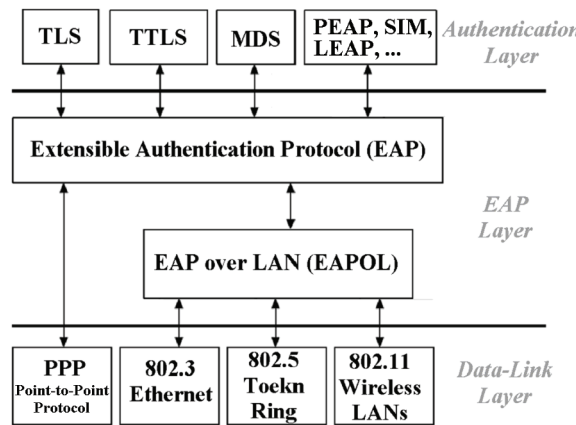 TLS
TTLS
MDS
PEAP, SIM,
LEAP, ...
Authentication
Layer
Extensible Authentication Protocol (EAP)
EAP
Layer
EAP over LAN (EAPOL)
PPP
Point-to-Point
Protocol
802.3
Ethernet
802.5
Toekn
Ring
802.11
Wireless
LANs
Data-Link
Layer